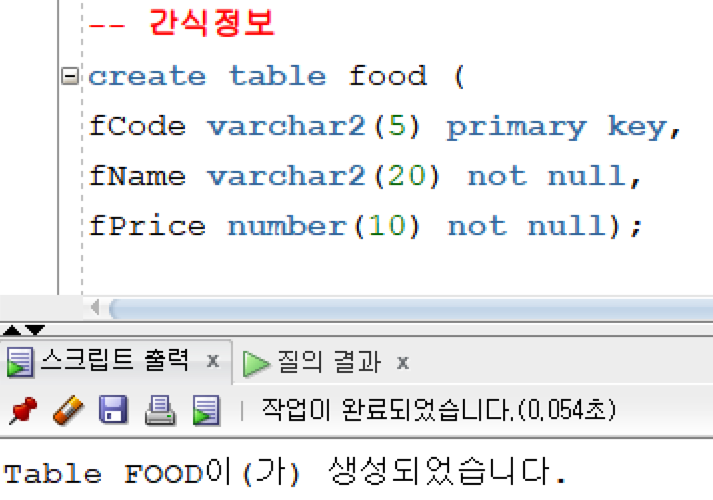 -- 간식정보
create table food (
fCode varchar2(5) primary key,
fName varchar2(20) not null,
fPrice number(10) not null);
스크립트 출력 x 질의 결과 x
작업이 완료되었습니다.(0,054초)
Table FOOD이(가) 생성되었습니다.